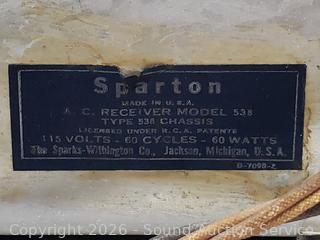 Sparton
MADE IN U.S.A.
A. C. RECEIVER MODEL 538
TYPE 538 CHASSIS
LICENSED UNDER R.C.A. PATENTS
115 VOLTS - 60 CYCLES - 60 WATTS
The Sparks-Withington Co., Jackson, Michigan, U.S.A.
B-7098-2
Copyright 2026 - Sound Auction Service